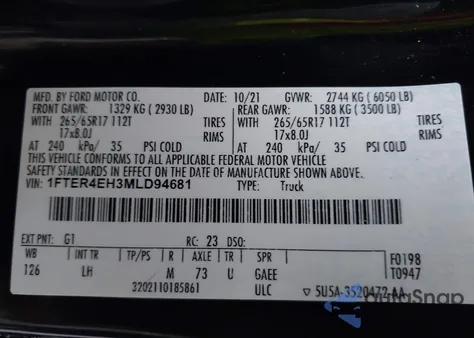 MFD. BY FORD MOTOR CO. DATE: 10/21 GVWR: 2744 KG ( 6050 LB)
FRONT GAWR: 1329 KG ( 2930 LB) REAR GAWR: 1588 KG ( 3500 LB)
WITH 265/65R17 112T TIRES WITH 265/65R17 112T TIRES
17x8.0J 17x8.0J
AT 240 kPa/ 35 PSI COLD AT 240 kPa/ 35 PSI COLD
THIS VEHICLE CONFORMS TO ALL APPLICABLE FEDERAL MOTOR VEHICLE
SAFETY STANDARDS IN EFFECT ON THE DATE OF MANUFACTURE SHOWN ABOVE.
VIN: 1FTER4EH3MLD94681 TYPE: Truck
EXT PNT: G1 RC: 23 DSO:
WB INT TR TP/PS R AXLE TR SPR F0198
126 LH M 73 U GAEE T0947
3202110185861 ULC ▽ 5U5A-3520472-AA
AutoSnap